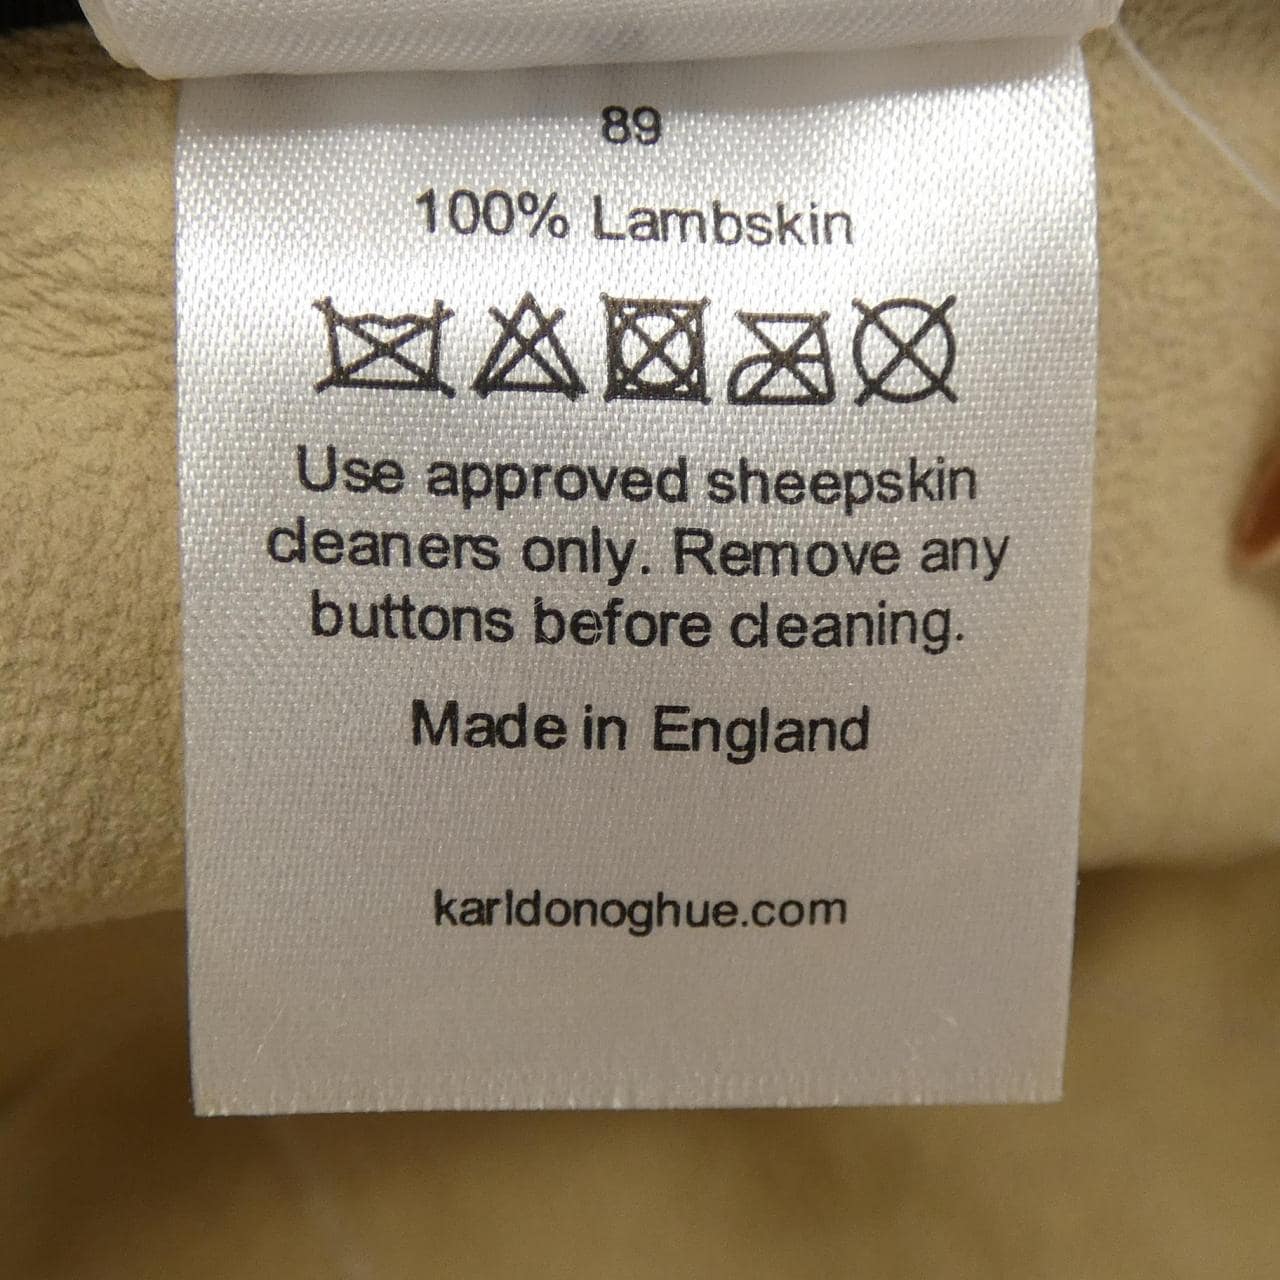 89
100% Lambskin
Use approved sheepskin
cleaners only. Remove any
buttons before cleaning.
Made in England
karldonoghue.com